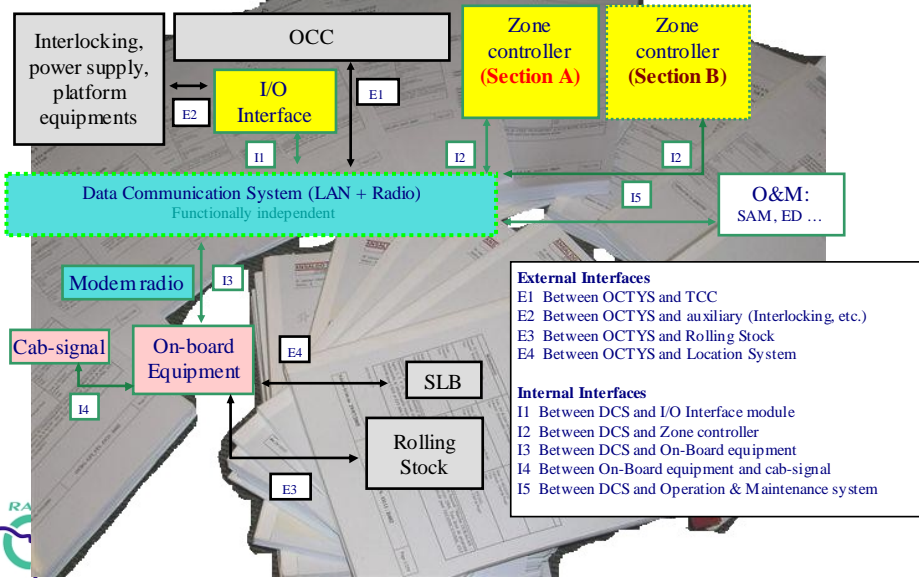 Interlocking,
power supply,
platform
equipments
OCC
Zone
controller
(Section A)
Zone
controller
(Section B)
E2
I/O
Interface
E1
I1
I2
I2
Data Communication System (LAN + Radio)
Functionally independent
I5
O&M:
SAM, ED ...
Modem radio
I3
Cab-signal
On-board
Equipment
E4
SLB
I4
Rolling
Stock
E3
External Interfaces
E1 Between OCTYS and TCC
E2 Between OCTYS and auxiliary (Interlocking, etc.)
E3 Between OCTYS and Rolling Stock
E4 Between OCTYS and Location System
Internal Interfaces
I1 Between DCS and I/O Interface module
I2 Between DCS and Zone controller
I3 Between DCS and On-Board equipment
I4 Between On-Board equipment and cab-signal
I5 Between DCS and Operation & Maintenance system
RA